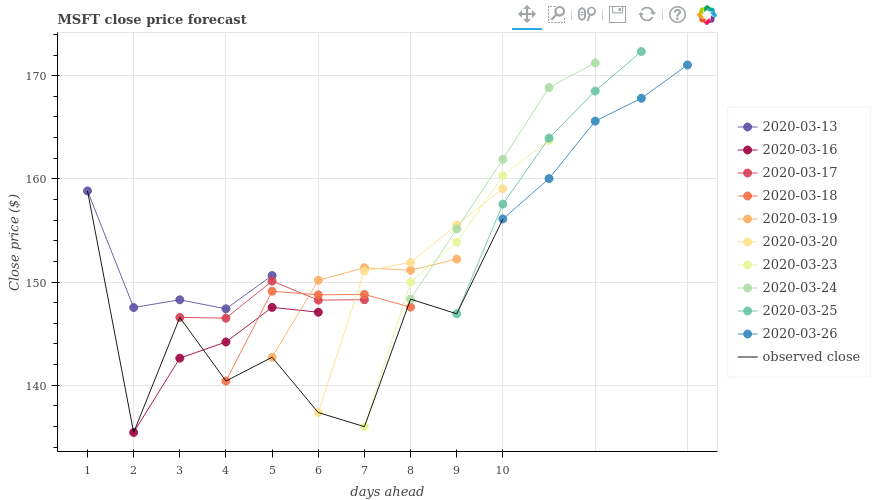 MSFT close price forecast
170
160
150
140
Close price ($)
1 2 3 4 5 6 7 8 9 10
days ahead
2020-03-13
2020-03-16
2020-03-17
2020-03-18
2020-03-19
2020-03-20
2020-03-23
2020-03-24
2020-03-25
2020-03-26
observed close